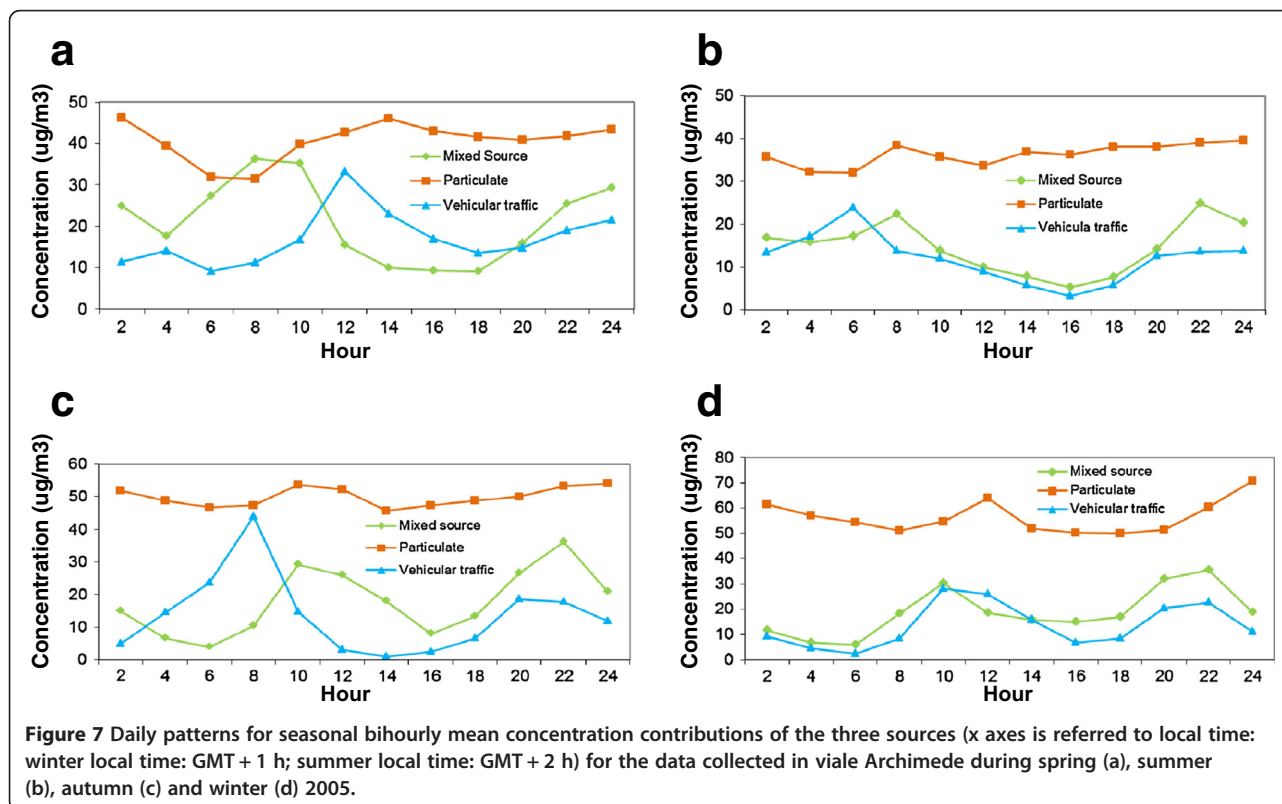 a
Concentration (ug/m3)
50
40
30
20
10
0
Mixed Source
Particulate
Vehicular traffic
2 4 6 8 10 12 14 16 18 20 22 24
Hour
b
Concentration (ug/m3)
50
40
30
20
10
0
Mixed Source
Particulate
Vehicula traffic
2 4 6 8 10 12 14 16 18 20 22 24
Hour
c
Concentration (ug/m3)
60
50
40
30
20
10
0
Mixed source
Particulate
Vehicular traffic
2 4 6 8 10 12 14 16 18 20 22 24
Hour
d
Concentration (ug/m3)
80
70
60
50
40
30
20
10
0
Mixed source
Particulate
Vehicular traffic
2 4 6 8 10 12 14 16 18 20 22 24
Hour
Figure 7 Daily patterns for seasonal bihourly mean concentration contributions of the three sources (x axes is referred to local time:
winter local time: GMT + 1 h; summer local time: GMT + 2 h) for the data collected in viale Archimede during spring (a), summer
(b), autumn (c) and winter (d) 2005.